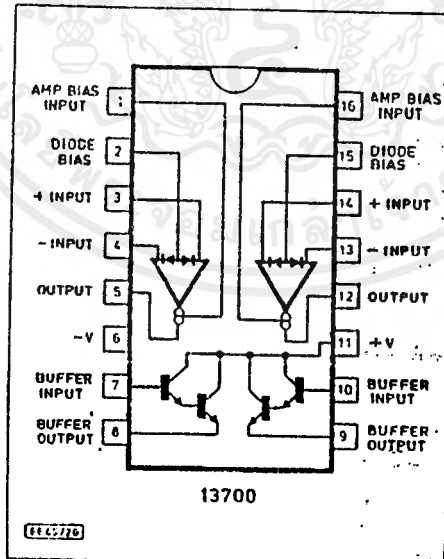 AMP BIAS
INPUT
1
16
AMP BIAS
INPUT
DIODE
BIAS
2
15
DIODE
BIAS
+ INPUT
3
14
+ INPUT
- INPUT
4
13
- INPUT
OUTPUT
5
12
OUTPUT
-V
6
11
+V
BUFFER
INPUT
7
10
BUFFER
INPUT
BUFFER
OUTPUT
8
9
BUFFER
OUTPUT
13700